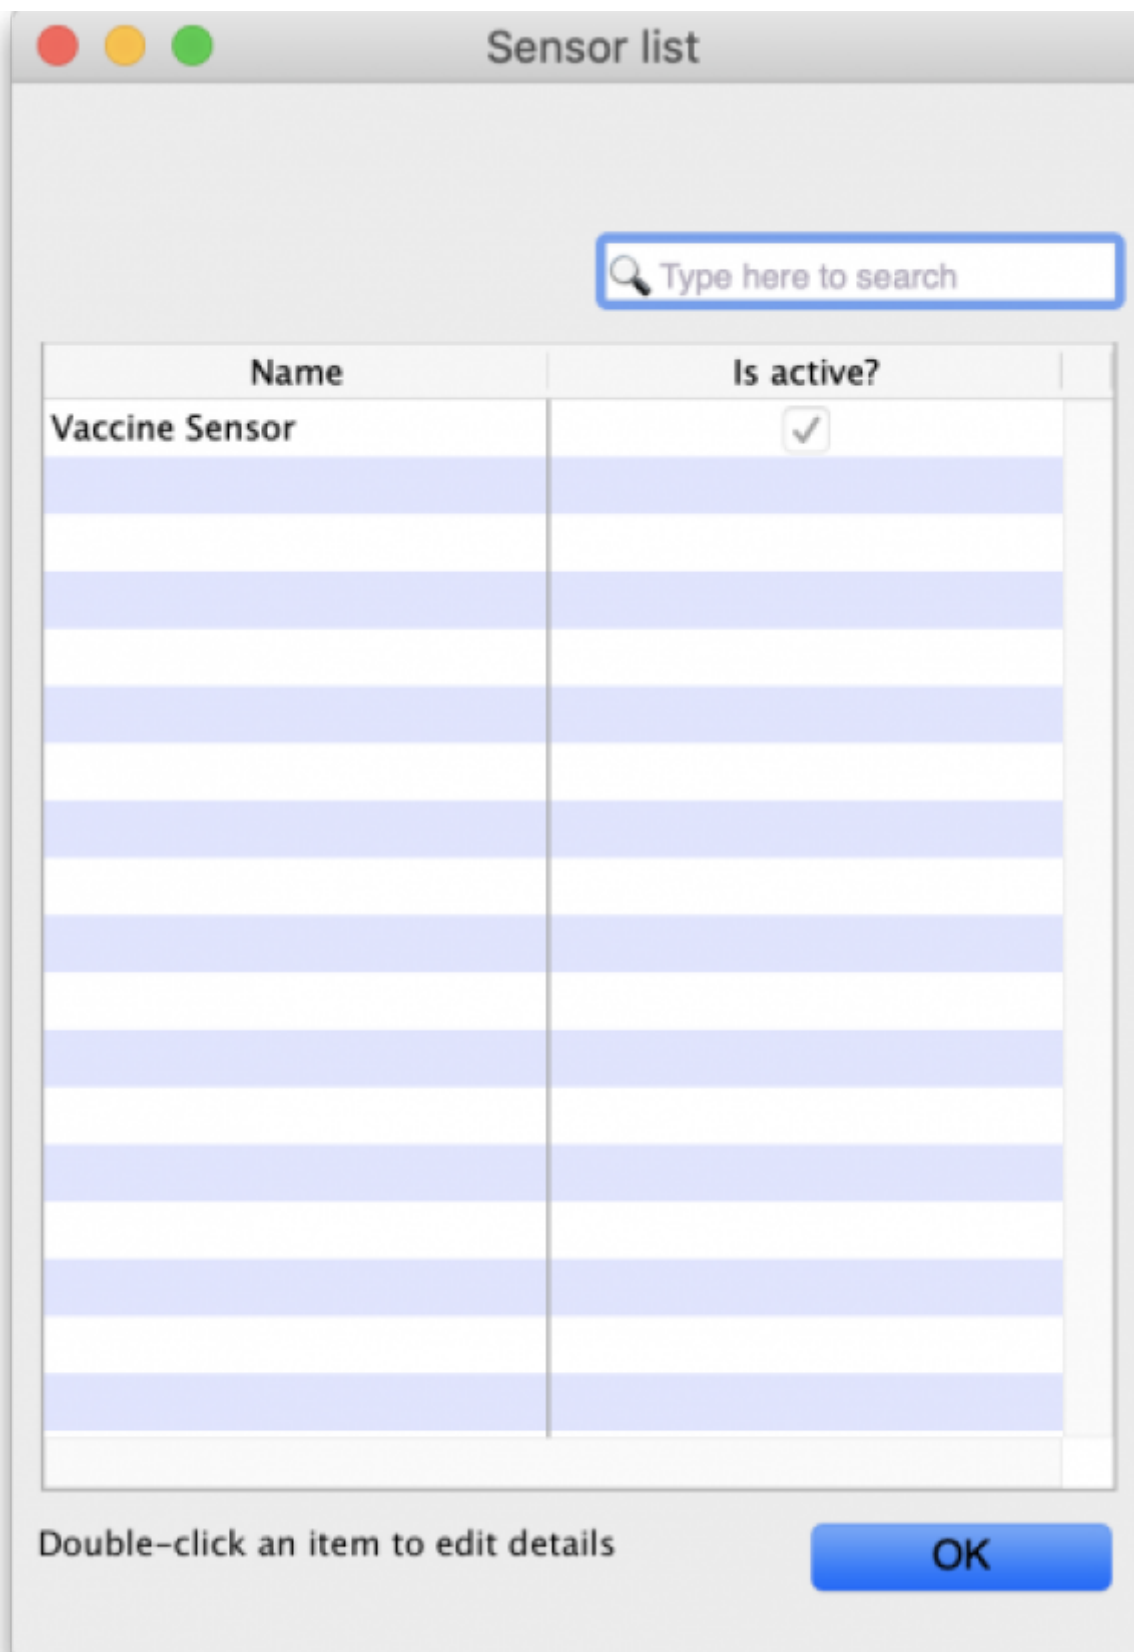 Sensor list
Type here to search
Name Is active?
Vaccine Sensor
Double-click an item to edit details
OK